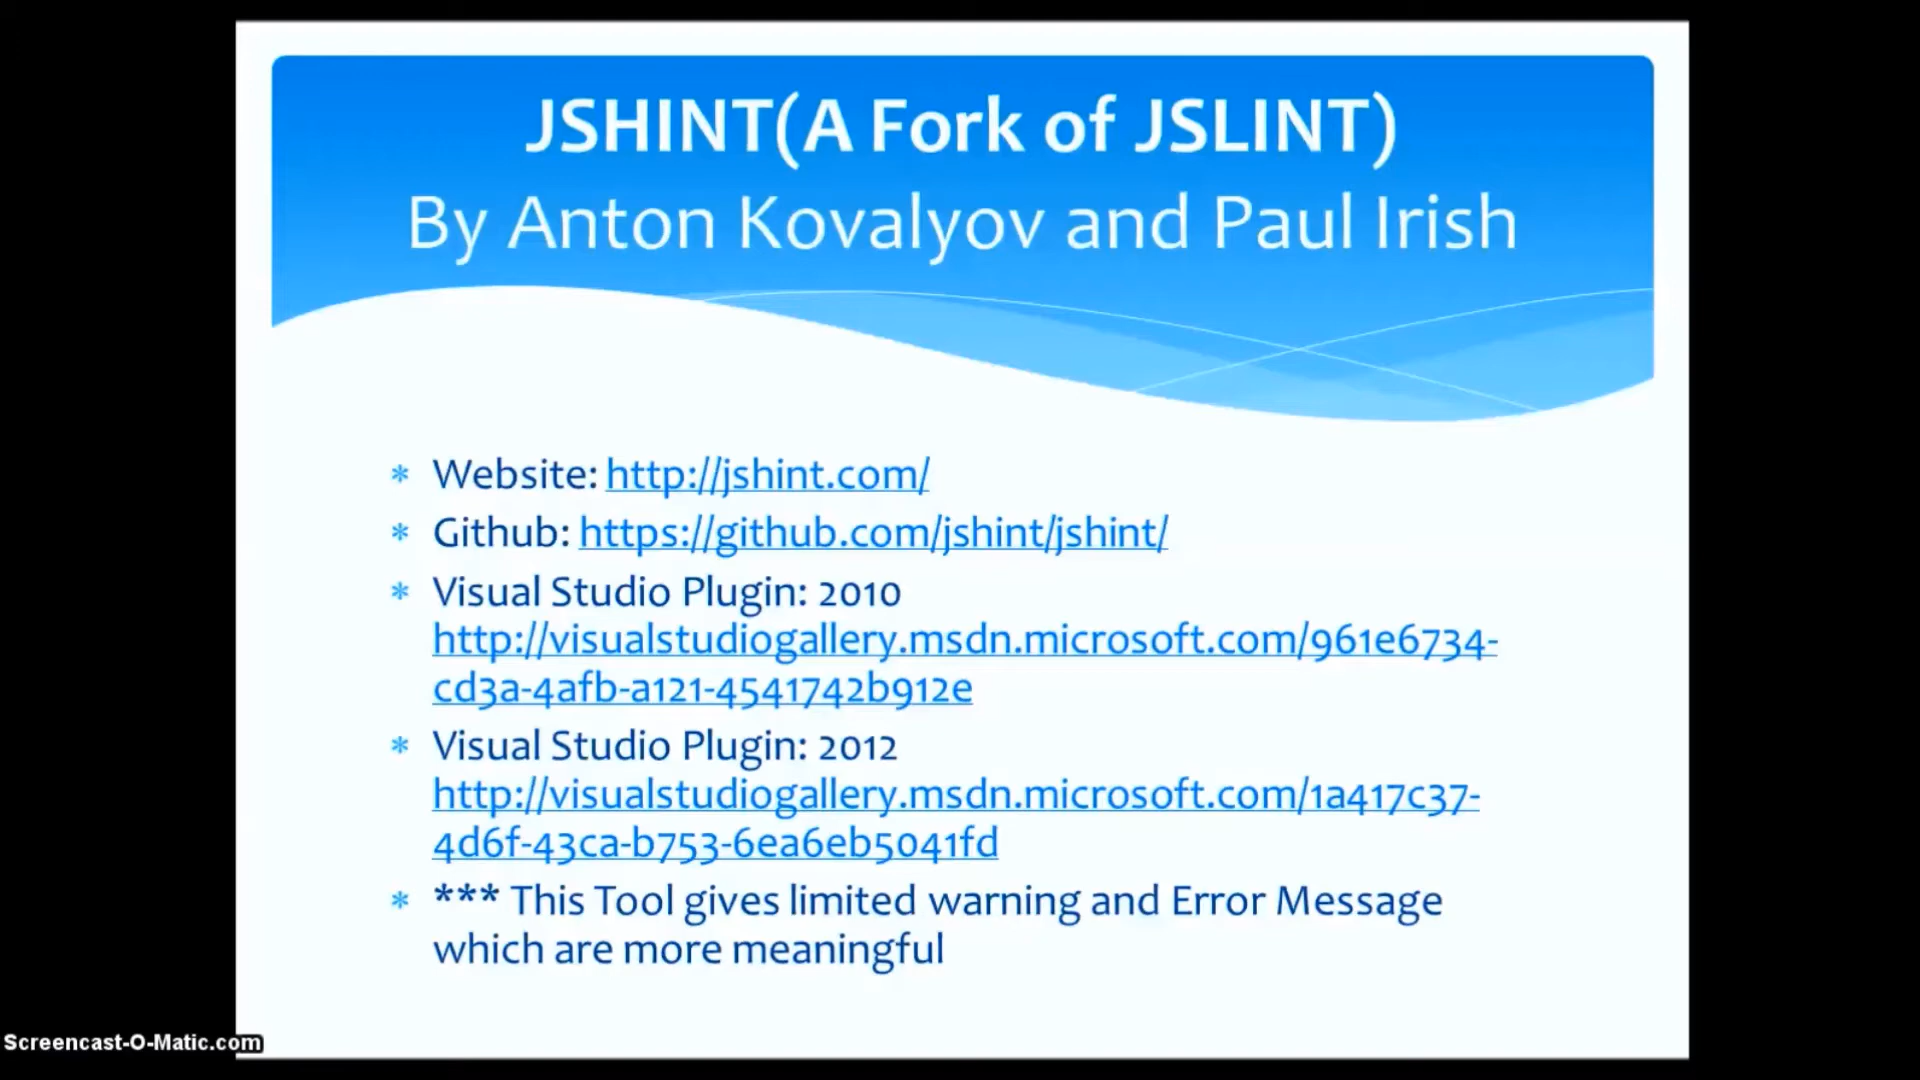 JSHINT(A Fork of JSLINT)
By Anton Kovalyov and Paul Irish
* Website: http://jshint.com/
* Github: https://github.com/jshint/jshint/
* Visual Studio Plugin: 2010
http://visualstudiogallery.msdn.microsoft.com/961e6734-
cd3a-4afb-a121-4541742b912e
* Visual Studio Plugin: 2012
http://visualstudiogallery.msdn.microsoft.com/1a417c37-
4d6f-43ca-b753-6ea6eb5041fd
* *** This Tool gives limited warning and Error Message
which are more meaningful
Screencast-O-Matic.com